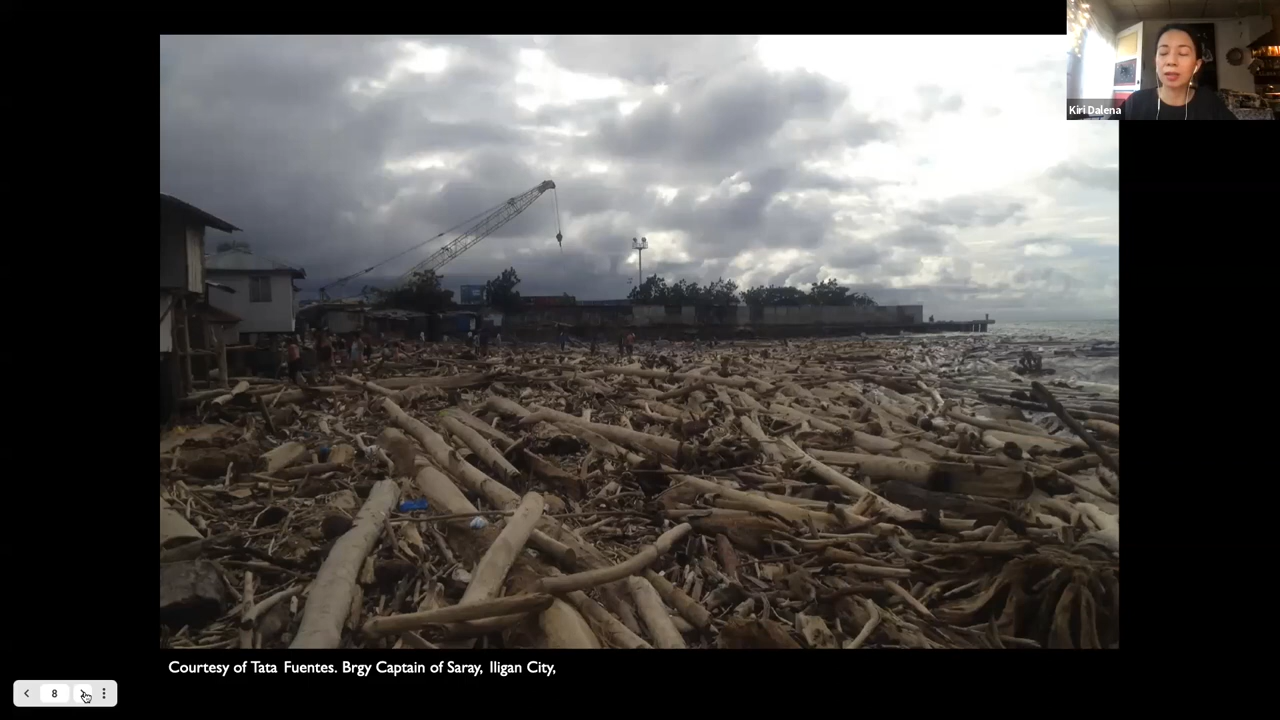 Kiri Dalena
Courtesy of Tata Fuentes. Brgy Captain of Saray, Iligan City,
8